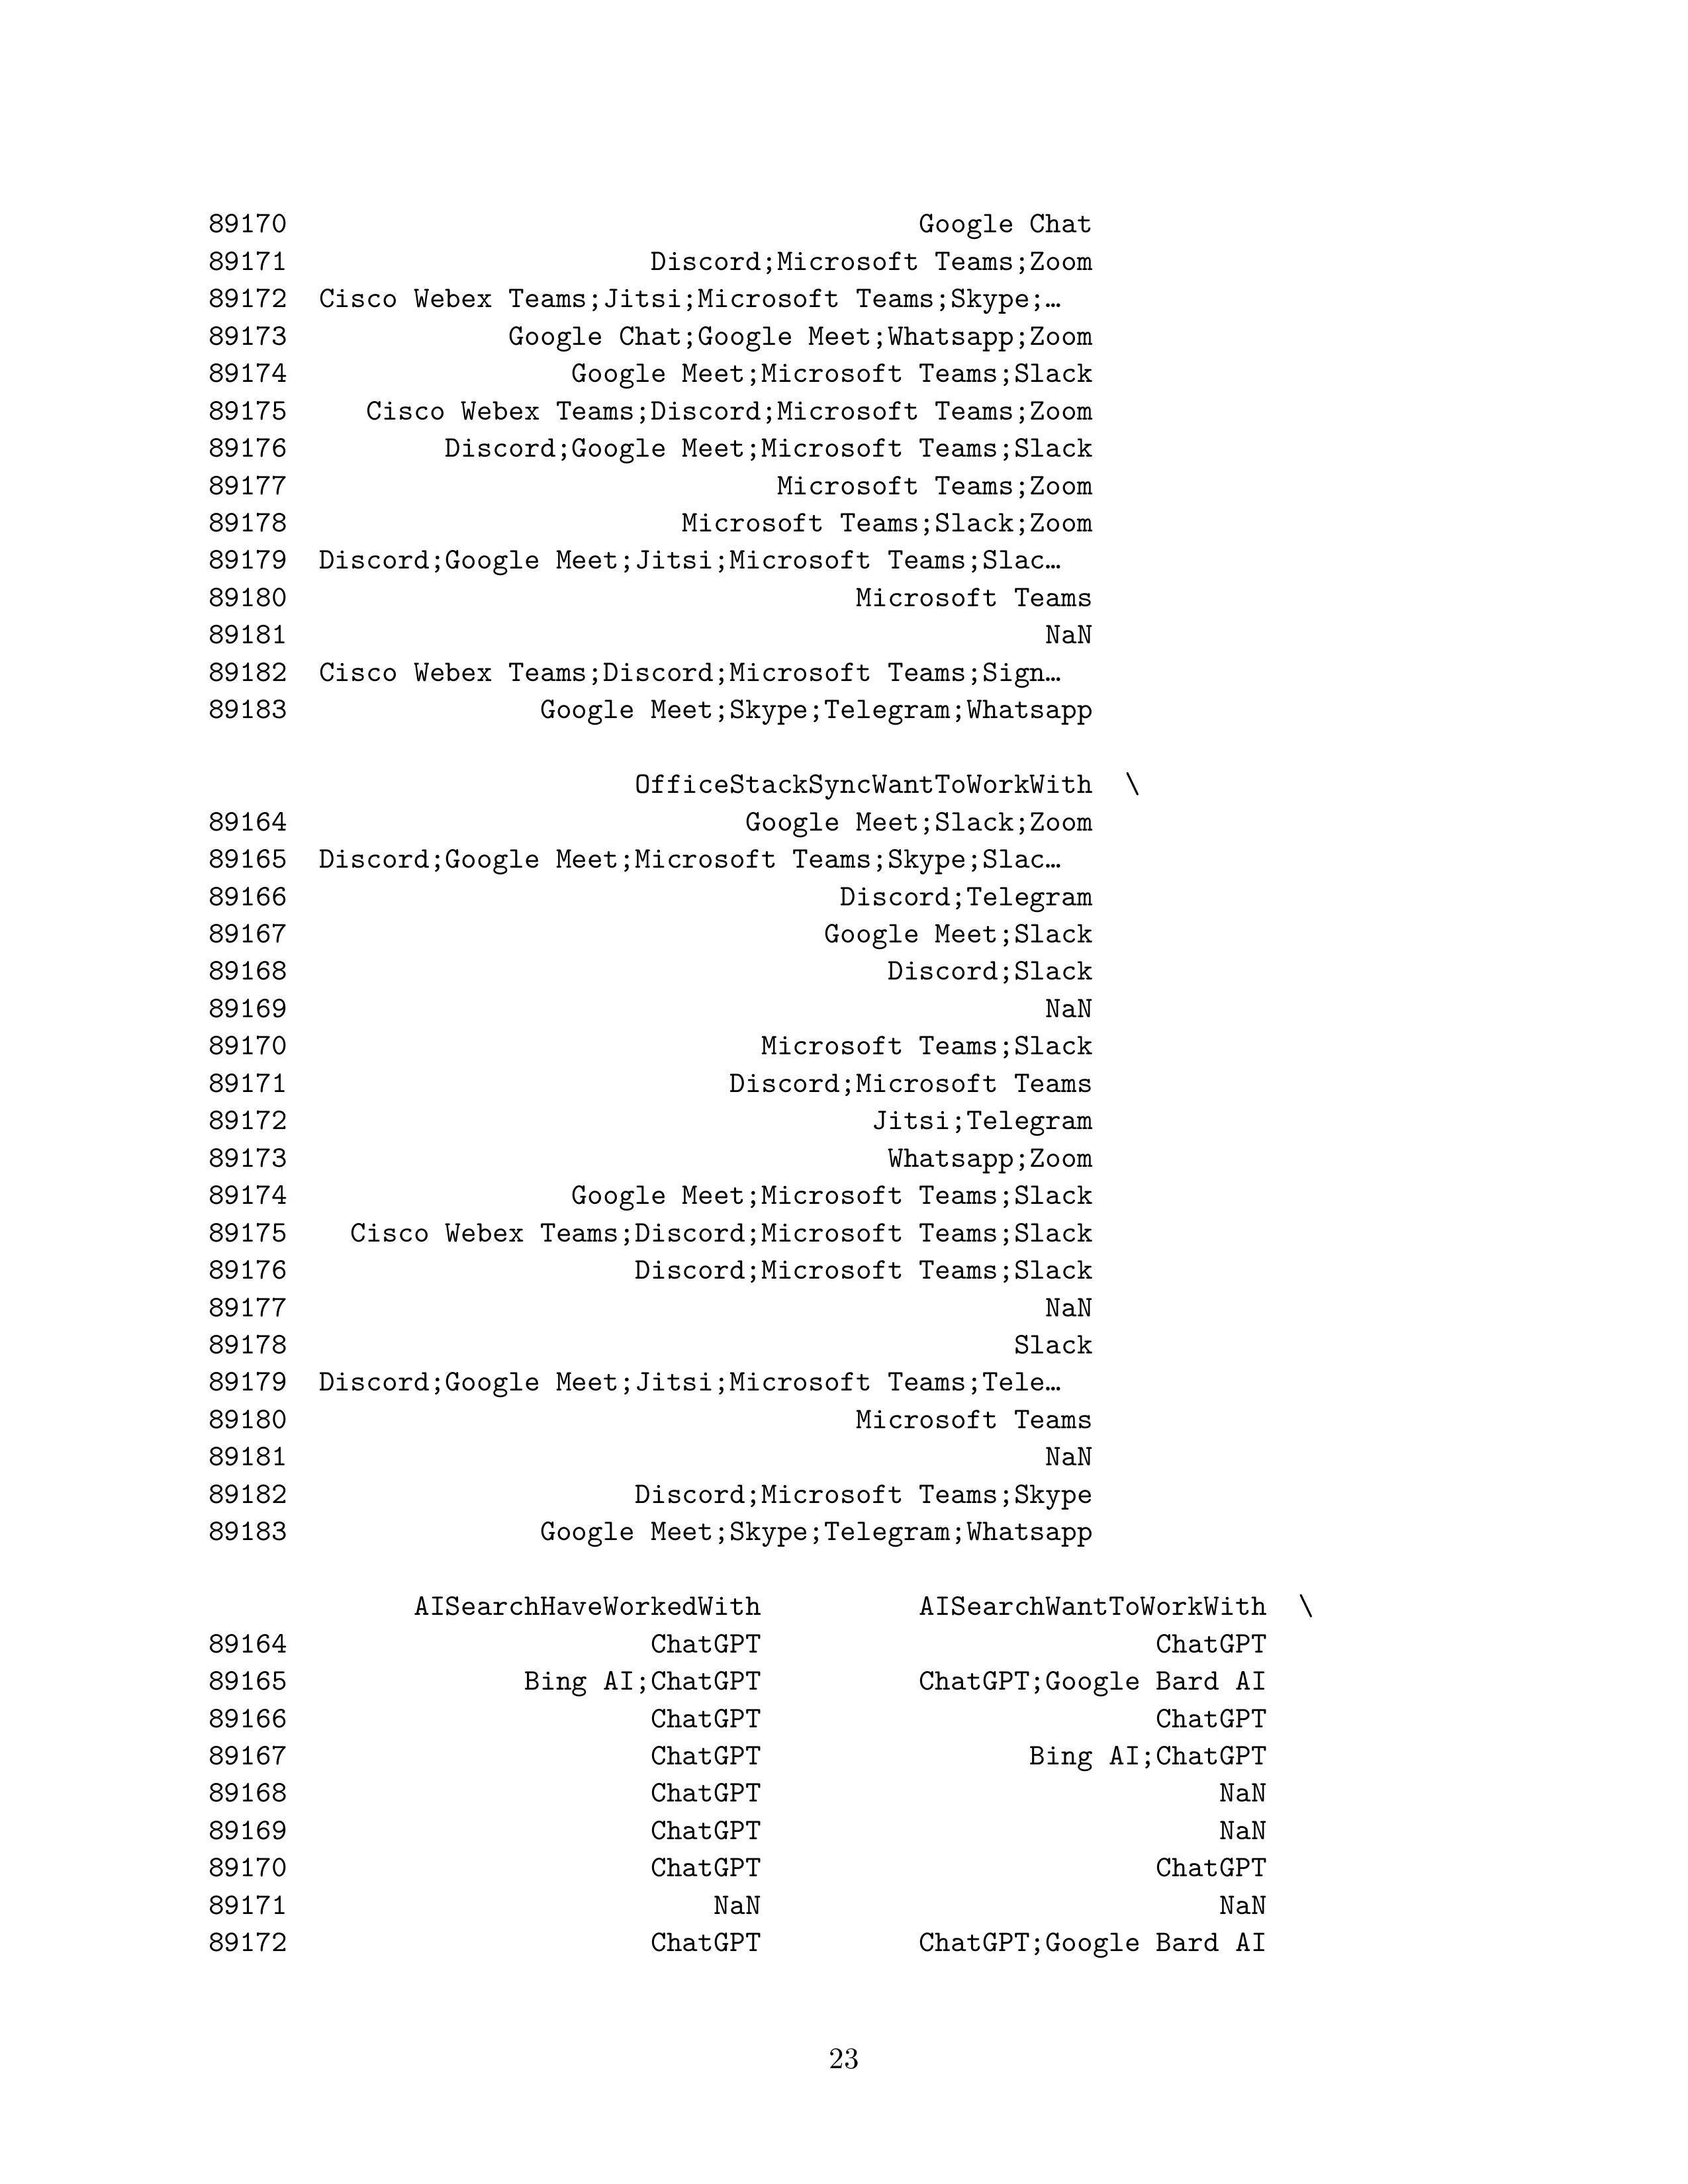 89170 Google Chat
89171 Discord;Microsoft Teams;Zoom
89172 Cisco Webex Teams;Jitsi;Microsoft Teams;Skype;…
89173 Google Chat;Google Meet;Whatsapp;Zoom
89174 Google Meet;Microsoft Teams;Slack
89175 Cisco Webex Teams;Discord;Microsoft Teams;Zoom
89176 Discord;Google Meet;Microsoft Teams;Slack
89177 Microsoft Teams;Zoom
89178 Microsoft Teams;Slack;Zoom
89179 Discord;Google Meet;Jitsi;Microsoft Teams;Slac…
89180 Microsoft Teams
89181 NaN
89182 Cisco Webex Teams;Discord;Microsoft Teams;Sign…
89183 Google Meet;Skype;Telegram;Whatsapp
OfficeStackSyncWantToWorkWith \
89164 Google Meet;Slack;Zoom
89165 Discord;Google Meet;Microsoft Teams;Skype;Slac…
89166 Discord;Telegram
89167 Google Meet;Slack
89168 Discord;Slack
89169 NaN
89170 Microsoft Teams;Slack
89171 Discord;Microsoft Teams
89172 Jitsi;Telegram
89173 Whatsapp;Zoom
89174 Google Meet;Microsoft Teams;Slack
89175 Cisco Webex Teams;Discord;Microsoft Teams;Slack
89176 Discord;Microsoft Teams;Slack
89177 NaN
89178 Slack
89179 Discord;Google Meet;Jitsi;Microsoft Teams;Tele…
89180 Microsoft Teams
89181 NaN
89182 Discord;Microsoft Teams;Skype
89183 Google Meet;Skype;Telegram;Whatsapp
AISearchHaveWorkedWith AISearchWantToWorkWith \
89164 ChatGPT ChatGPT
89165 Bing AI;ChatGPT ChatGPT;Google Bard AI
89166 ChatGPT ChatGPT
89167 ChatGPT Bing AI;ChatGPT
89168 ChatGPT NaN
89169 ChatGPT NaN
89170 ChatGPT ChatGPT
89171 NaN NaN
89172 ChatGPT ChatGPT;Google Bard AI
23